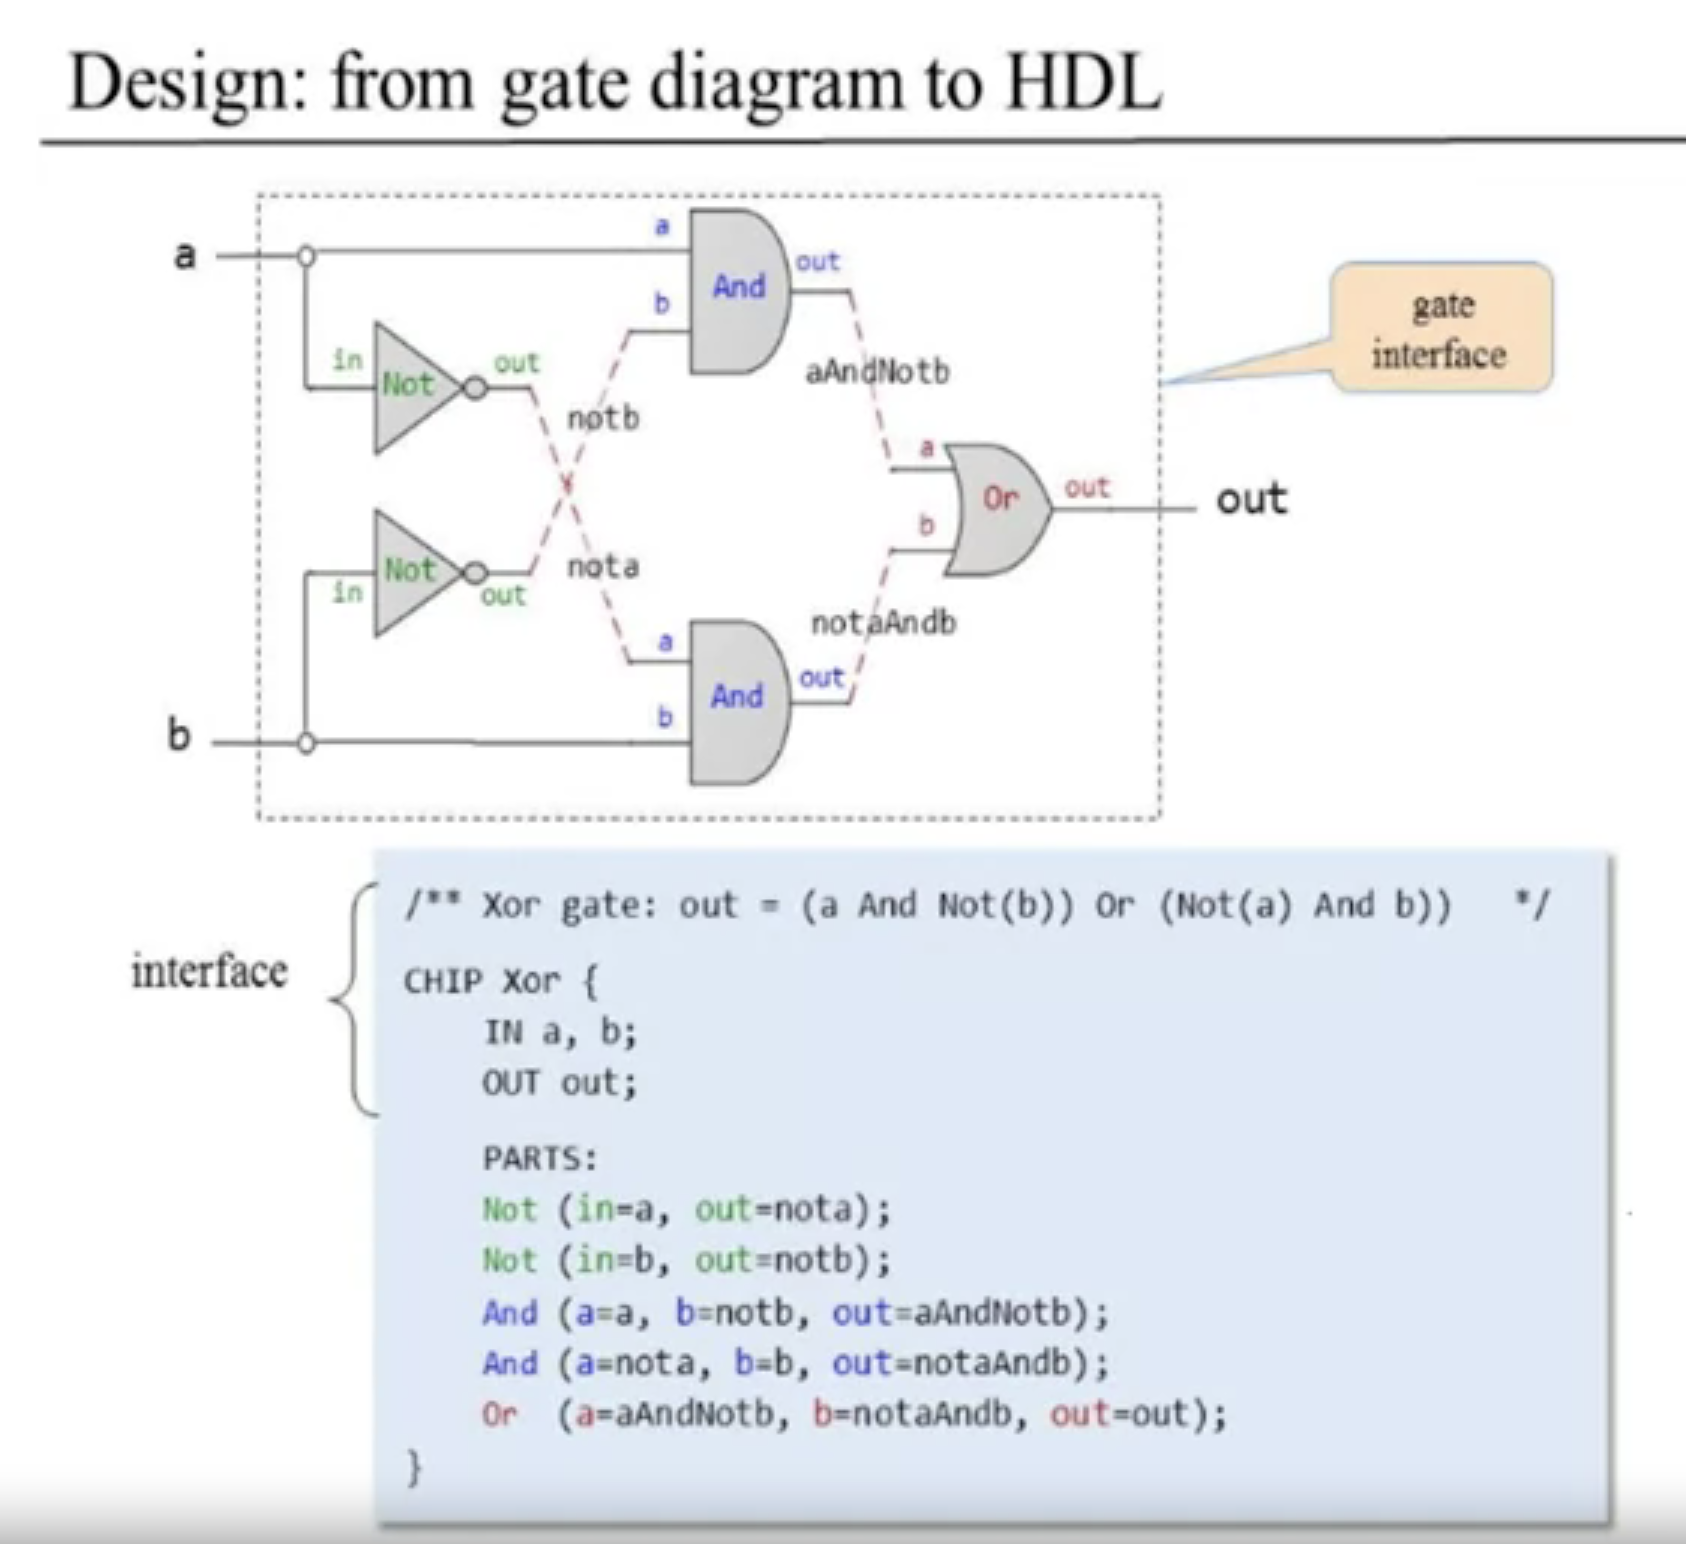 Design: from gate diagram to HDL
a
a
And
out
b
in
Not
out
notb
aAndNotb
gate
interface
a
Or
out
out
b
Not
in
out
nota
notaAndb
a
And
out
b
b
interface
/** Xor gate: out = (a And Not(b)) Or (Not(a) And b))   */
CHIP Xor {
IN a, b;
OUT out;
PARTS:
Not (in=a, out=nota);
Not (in=b, out=notb);
And (a=a, b=notb, out=aAndNotb);
And (a=nota, b=b, out=notaAndb);
Or  (a=aAndNotb, b=notaAndb, out=out);
}